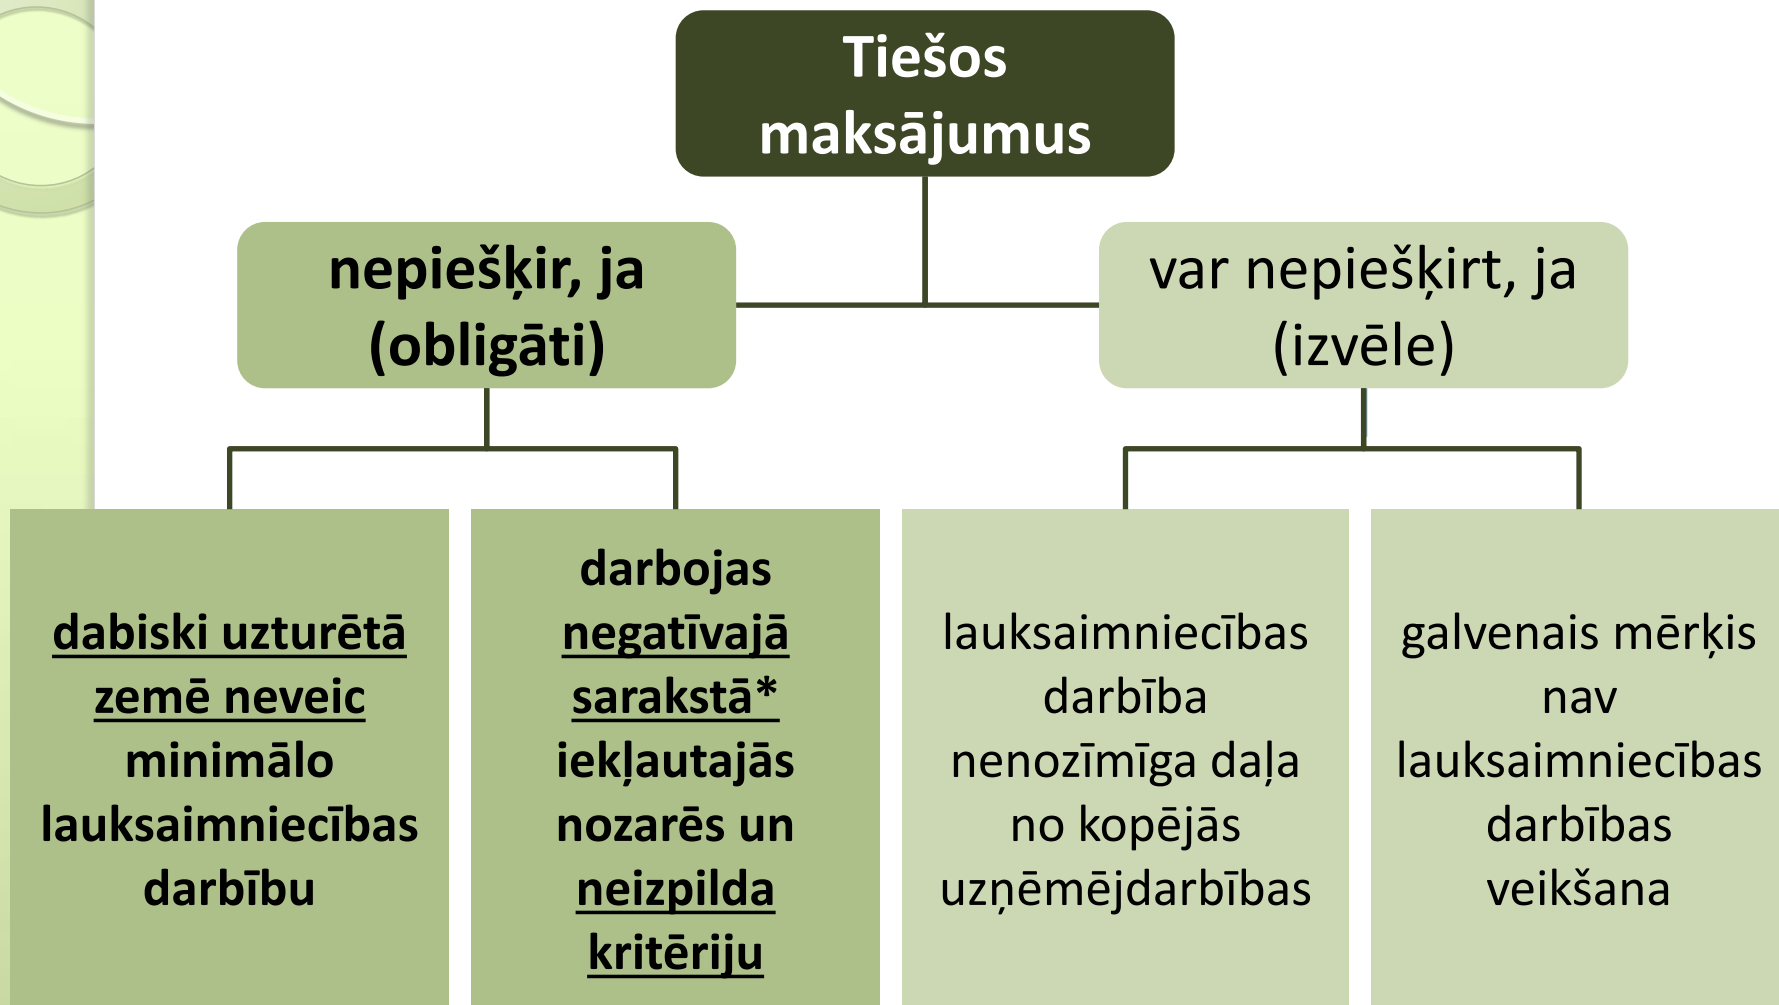 Tiešos
maksājumus
nepiešķir, ja
(obligāti)
var nepiešķirt, ja
(izvēle)
dabiski uzturētā
zemē neveic
minimālo
lauksaimniecības
darbību
darbojas
negatīvajā
sarakstā*
iekļautajās
nozarēs un
neizpilda
kritēriju
lauksaimniecības
darbība
nenozīmīga daļa
no kopējās
uzņēmējdarbības
galvenais mērķis
nav
lauksaimniecības
darbības
veikšana